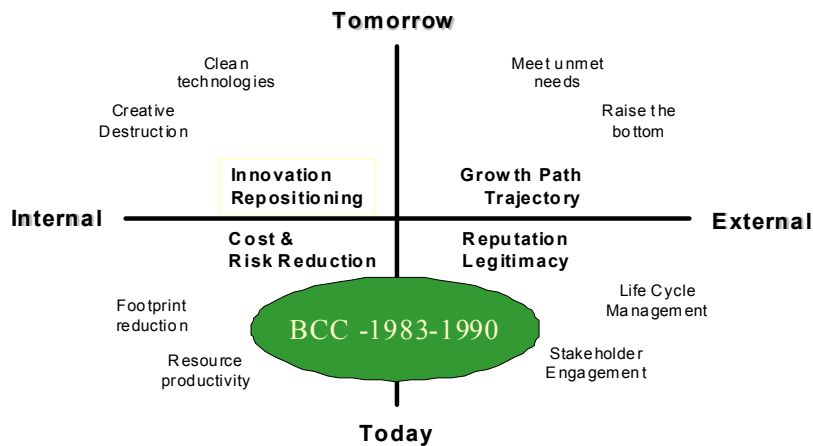 Tomorrow
Clean
technologies
Meet unmet
needs
Creative
Destruction
Raise the
bottom
Innovation
Repositioning
Growth Path
Trajectory
Internal
External
Cost &
Risk Reduction
Reputation
Legitimacy
Footprint
reduction
Life Cycle
Management
BCC -1983-1990
Resource
productivity
Stakeholder
Engagement
Today